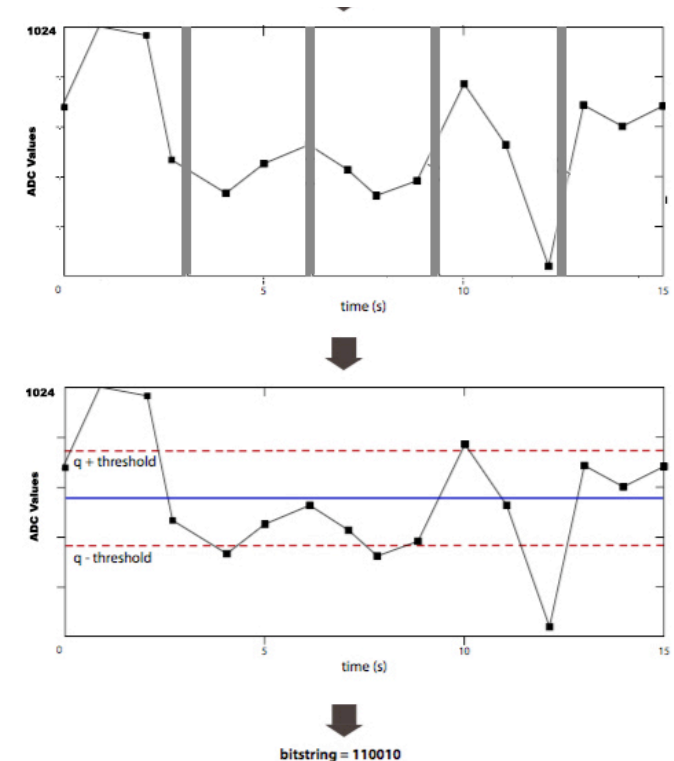 1024
ADC Values
0 5 10 15
time (s)
1024
q + threshold
ADC Values
q - threshold
0 5 10 15
time (s)
bitstring = 110010